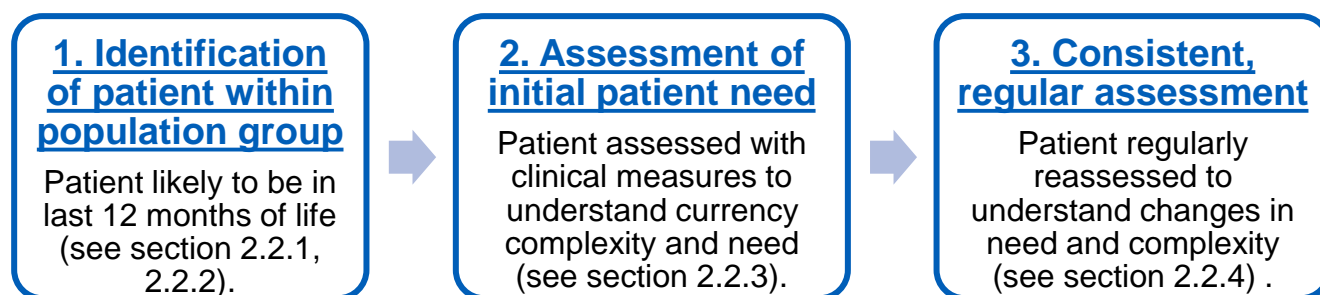 1. Identification
of patient within
population group
Patient likely to be in
last 12 months of life
(see section 2.2.1,
2.2.2).
2. Assessment of
initial patient need
Patient assessed with
clinical measures to
understand currency
complexity and need
(see section 2.2.3).
3. Consistent,
regular assessment
Patient regularly
reassessed to
understand changes in
need and complexity
(see section 2.2.4) .